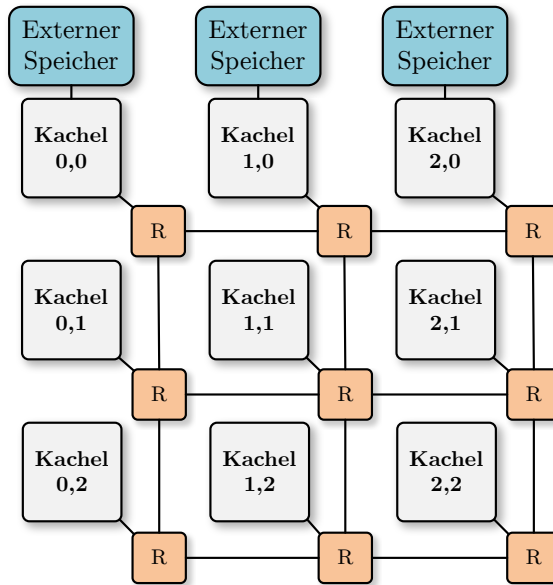 Externer
Speicher
Externer
Speicher
Externer
Speicher
Kachel
0,0
Kachel
1,0
Kachel
2,0
R
R
R
Kachel
0,1
Kachel
1,1
Kachel
2,1
R
R
R
Kachel
0,2
Kachel
1,2
Kachel
2,2
R
R
R